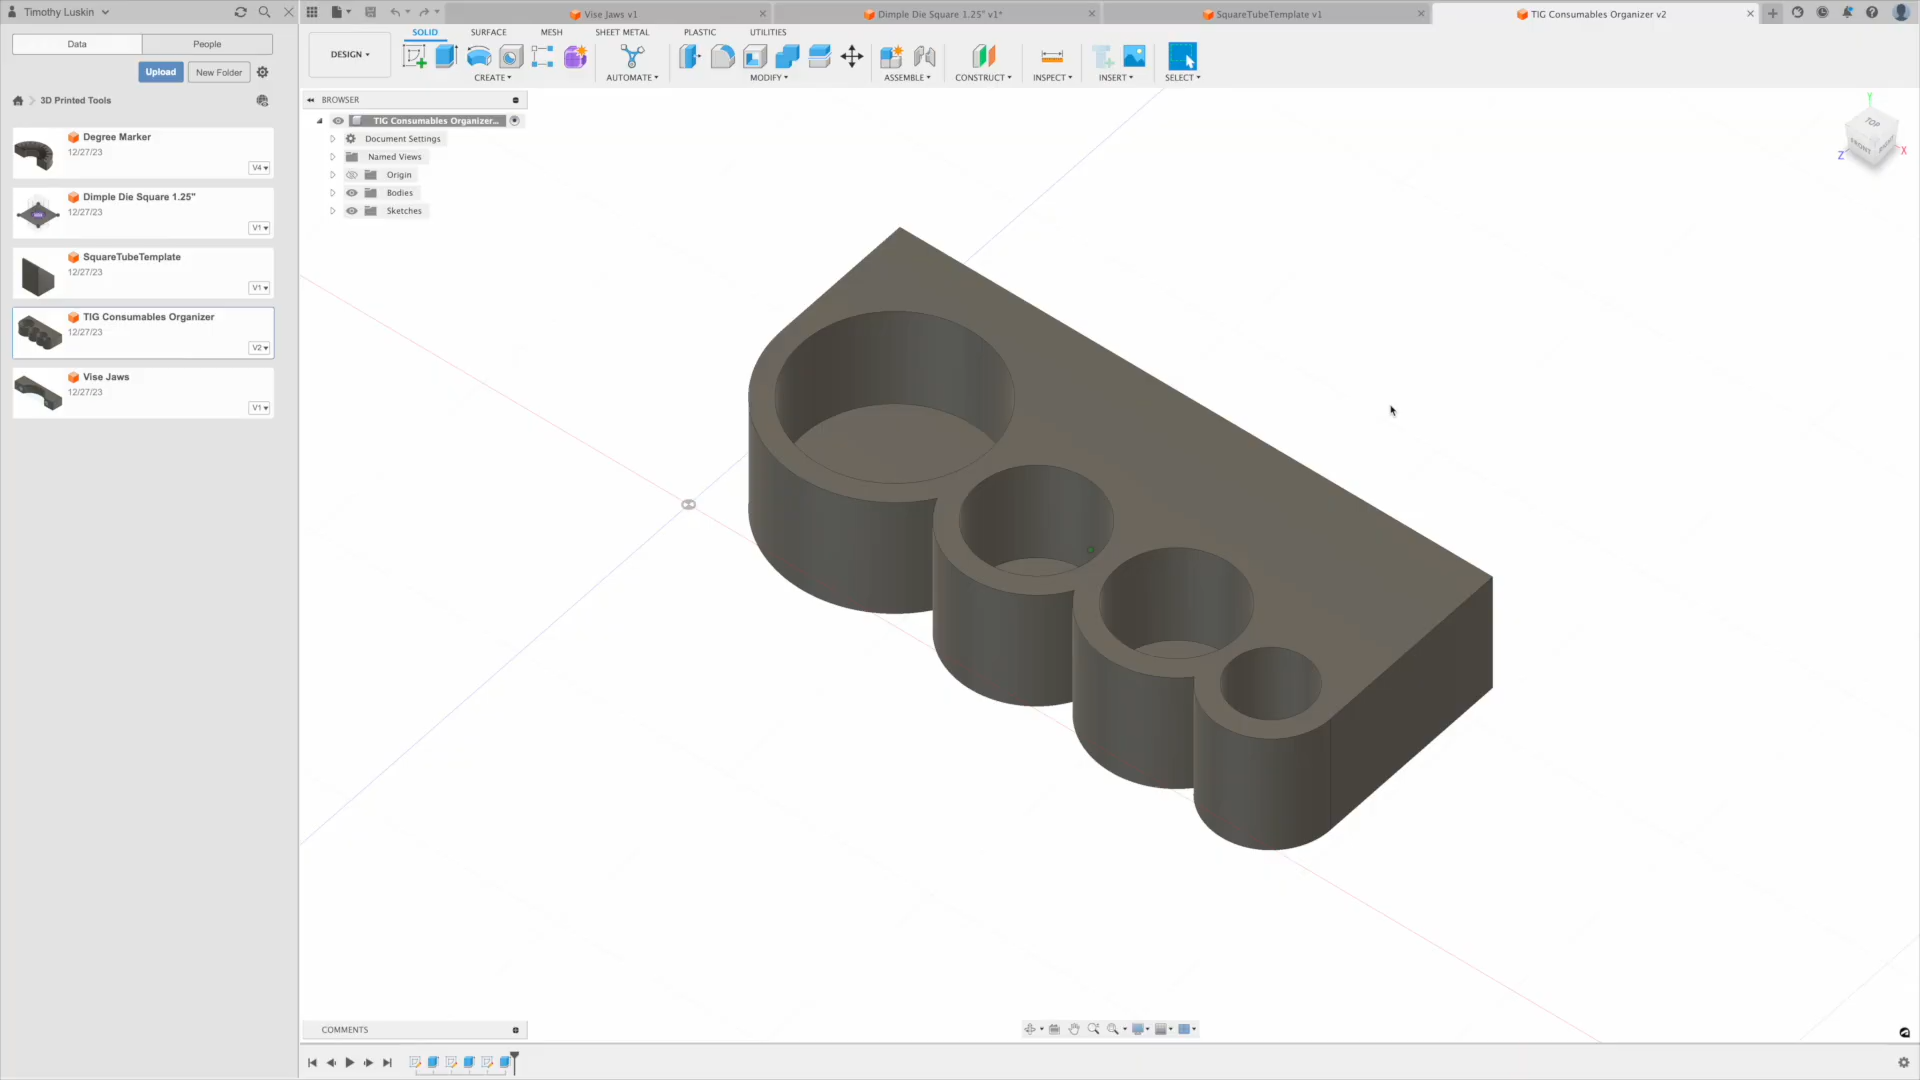 Timothy Luskin
Vise Jaws v1
Dimple Die Square 1.25" v1*
SquareTubeTemplate v1
TIG Consumables Organizer v2
Data
People
Upload
New Folder
3D Printed Tools
Degree Marker
12/27/23
V4
Dimple Die Square 1.25"
12/27/23
V1
SquareTubeTemplate
12/27/23
V1
TIG Consumables Organizer
12/27/23
V2
Vise Jaws
12/27/23
V1
DESIGN
SOLID
SURFACE
MESH
SHEET METAL
PLASTIC
UTILITIES
CREATE
AUTOMATE
MODIFY
ASSEMBLE
CONSTRUCT
INSPECT
INSERT
SELECT
BROWSER
TIG Consumables Organizer...
Document Settings
Named Views
Origin
Bodies
Sketches
Y
TOP
FRONT
Z
X
COMMENTS